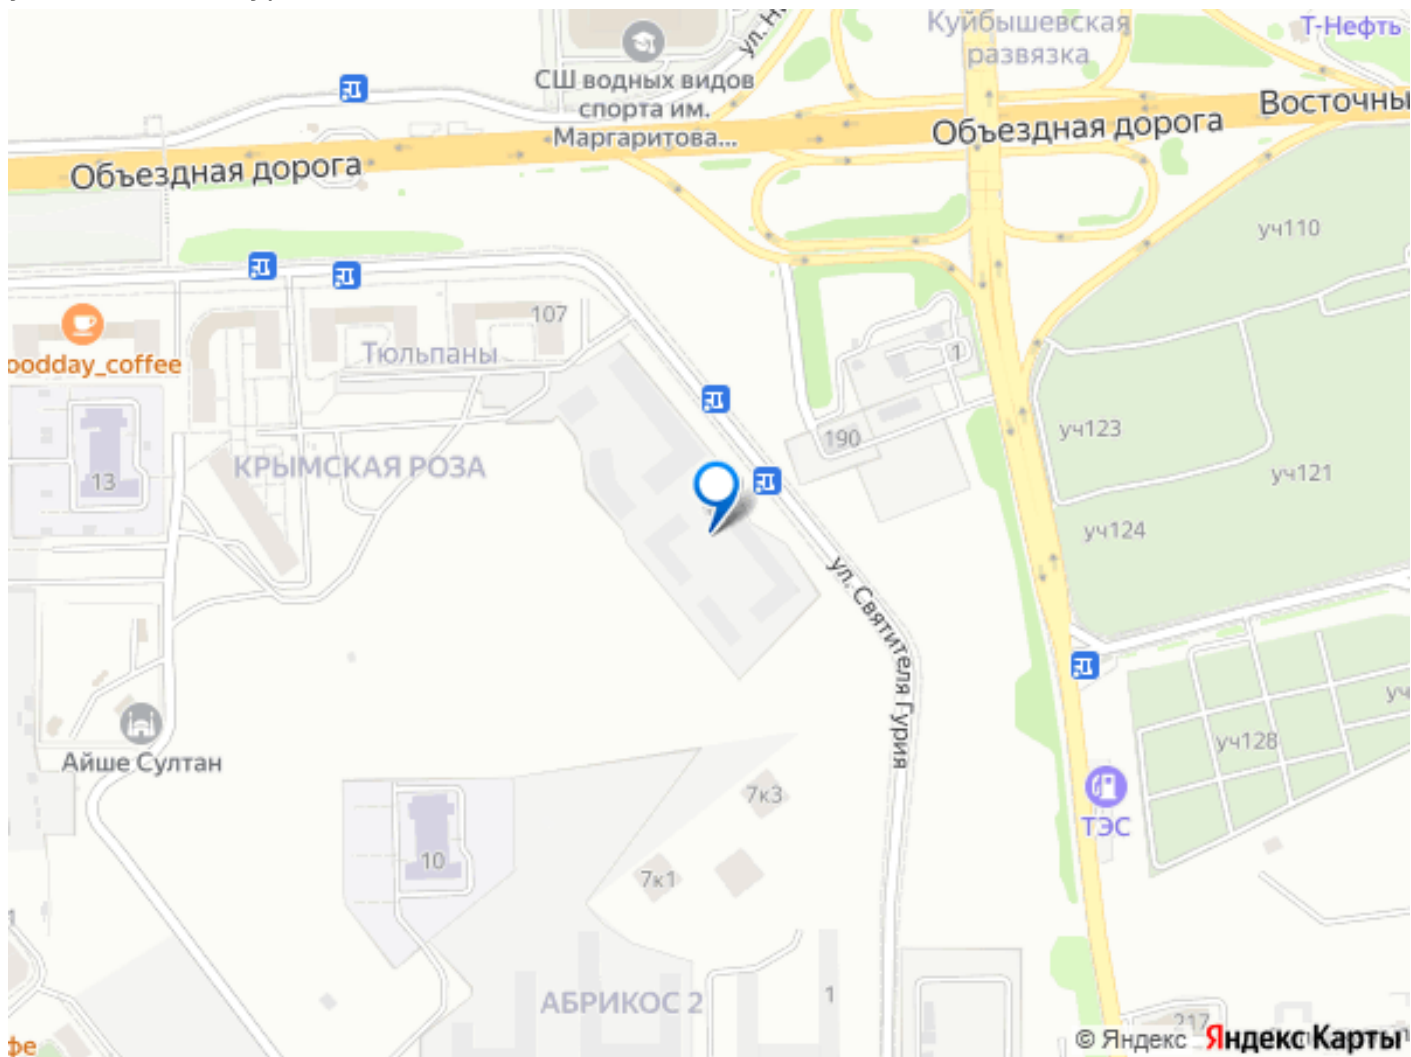 Куйбышевская
развязка
Т-Нефть
СШ водных видов
спорта им.
Маргаритова...
Объездная дорога
Восточны
Объездная дорога
уч110
107
Тюльпаны
oodday_coffee
1
190
уч123
КРЫМСКАЯ РОЗА
13
уч121
уч124
ул. Святителя Гурия
Айше Султан
уч
уч128
7к3
ТЭС
10
7к1
1
АБРИКОС 2
1
217
фе
© Яндекс Яндекс Карты